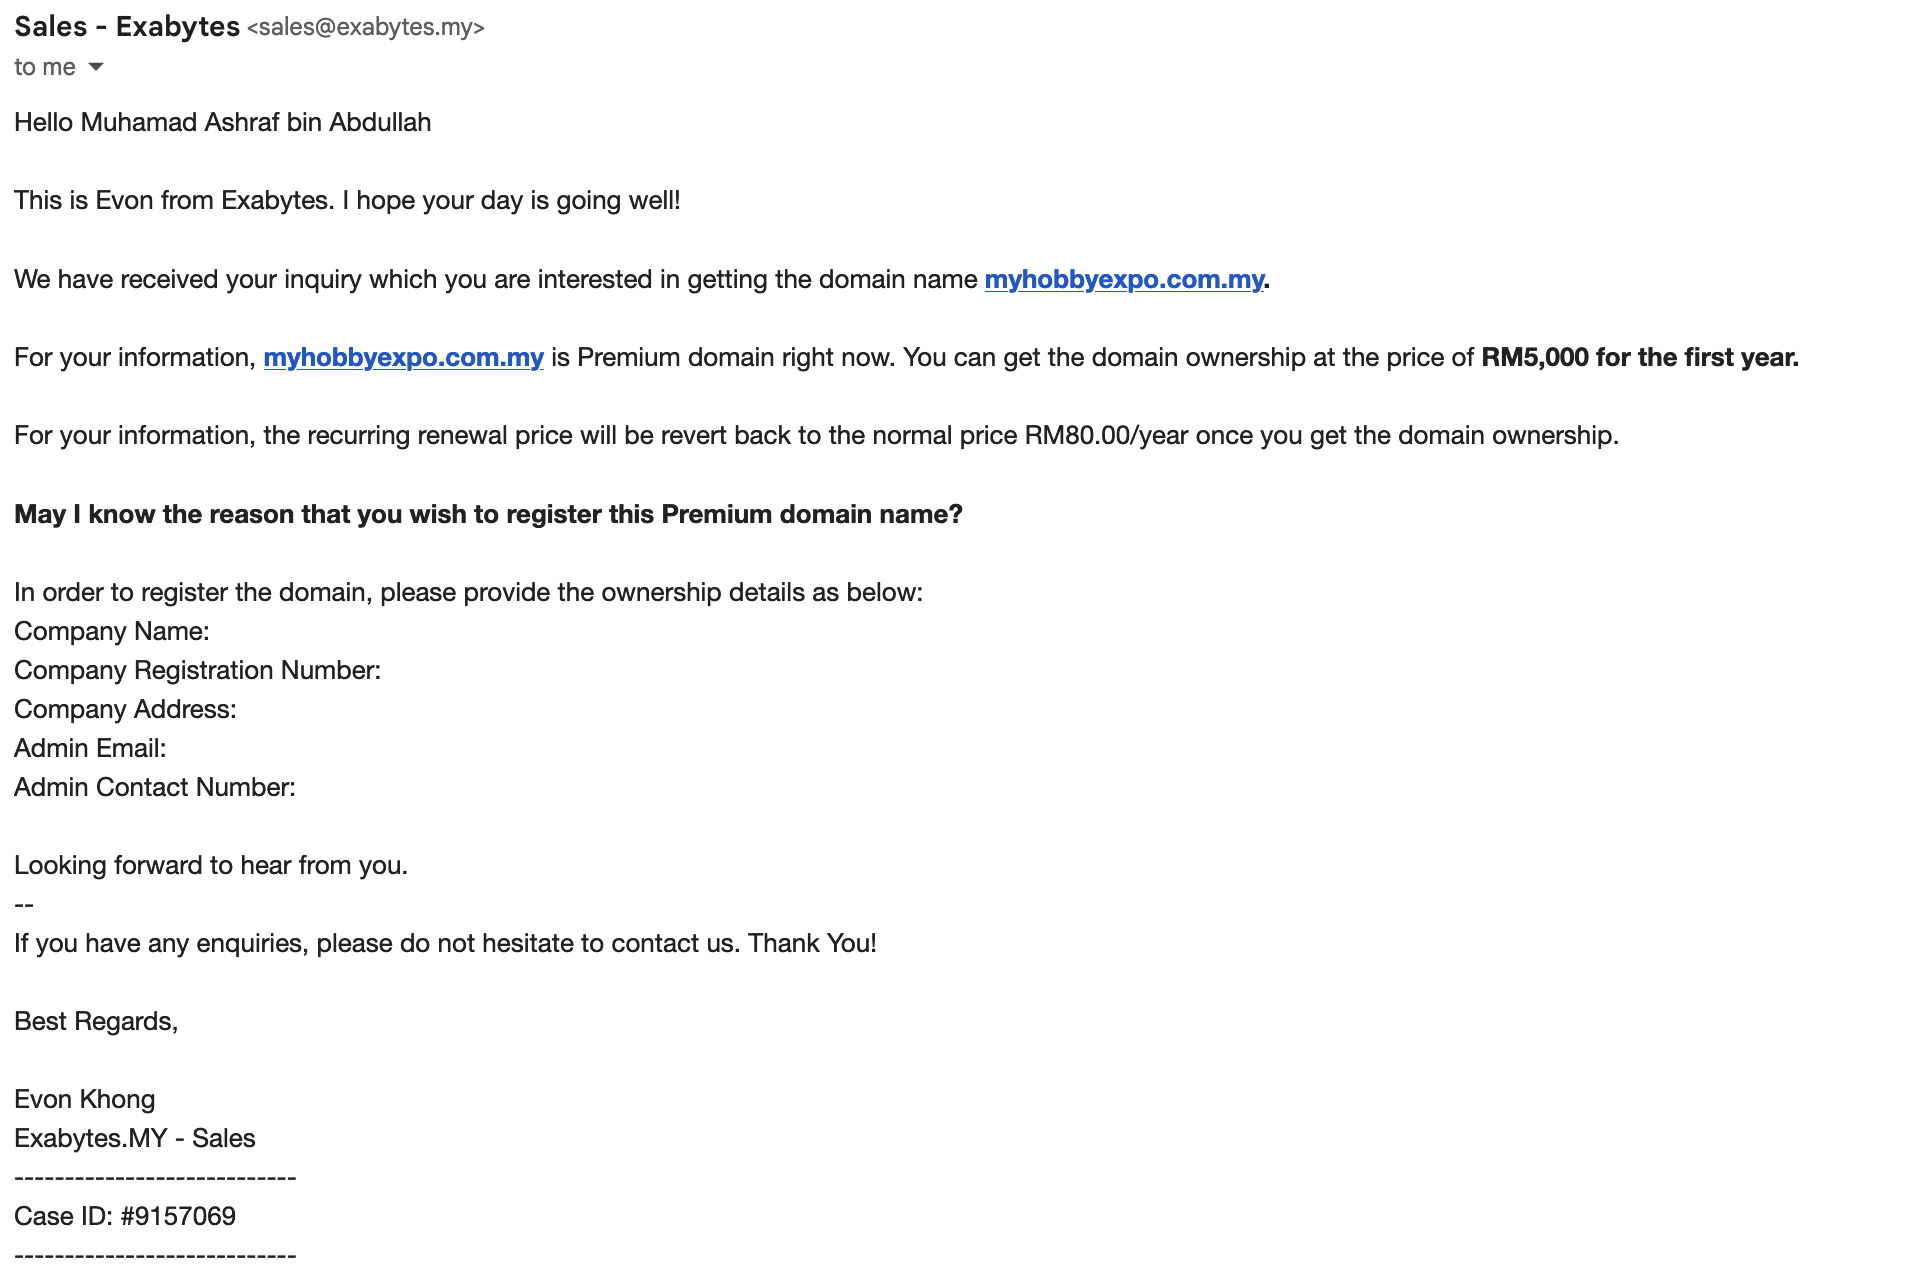 Sales - Exabytes <sales@exabytes.my>
to me
Hello Muhamad Ashraf bin Abdullah
This is Evon from Exabytes. I hope your day is going well!
We have received your inquiry which you are interested in getting the domain name myhobbyexpo.com.my.
For your information, myhobbyexpo.com.my is Premium domain right now. You can get the domain ownership at the price of RM5,000 for the first year.
For your information, the recurring renewal price will be revert back to the normal price RM80.00/year once you get the domain ownership.
May I know the reason that you wish to register this Premium domain name?
In order to register the domain, please provide the ownership details as below:
Company Name:
Company Registration Number:
Company Address:
Admin Email:
Admin Contact Number:
Looking forward to hear from you.
--
If you have any enquiries, please do not hesitate to contact us. Thank You!
Best Regards,
Evon Khong
Exabytes.MY - Sales
----------------------------
Case ID: #9157069
----------------------------